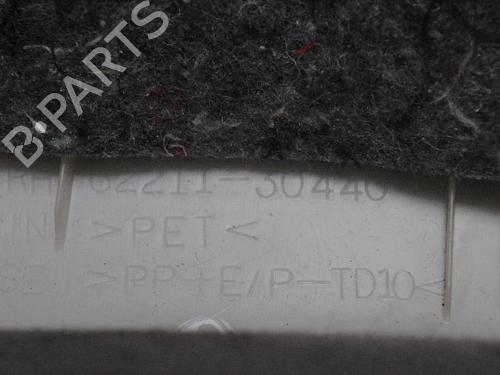 B-PARTS
RH 62211-30440
>PET<
>PP+E/P-TD10<